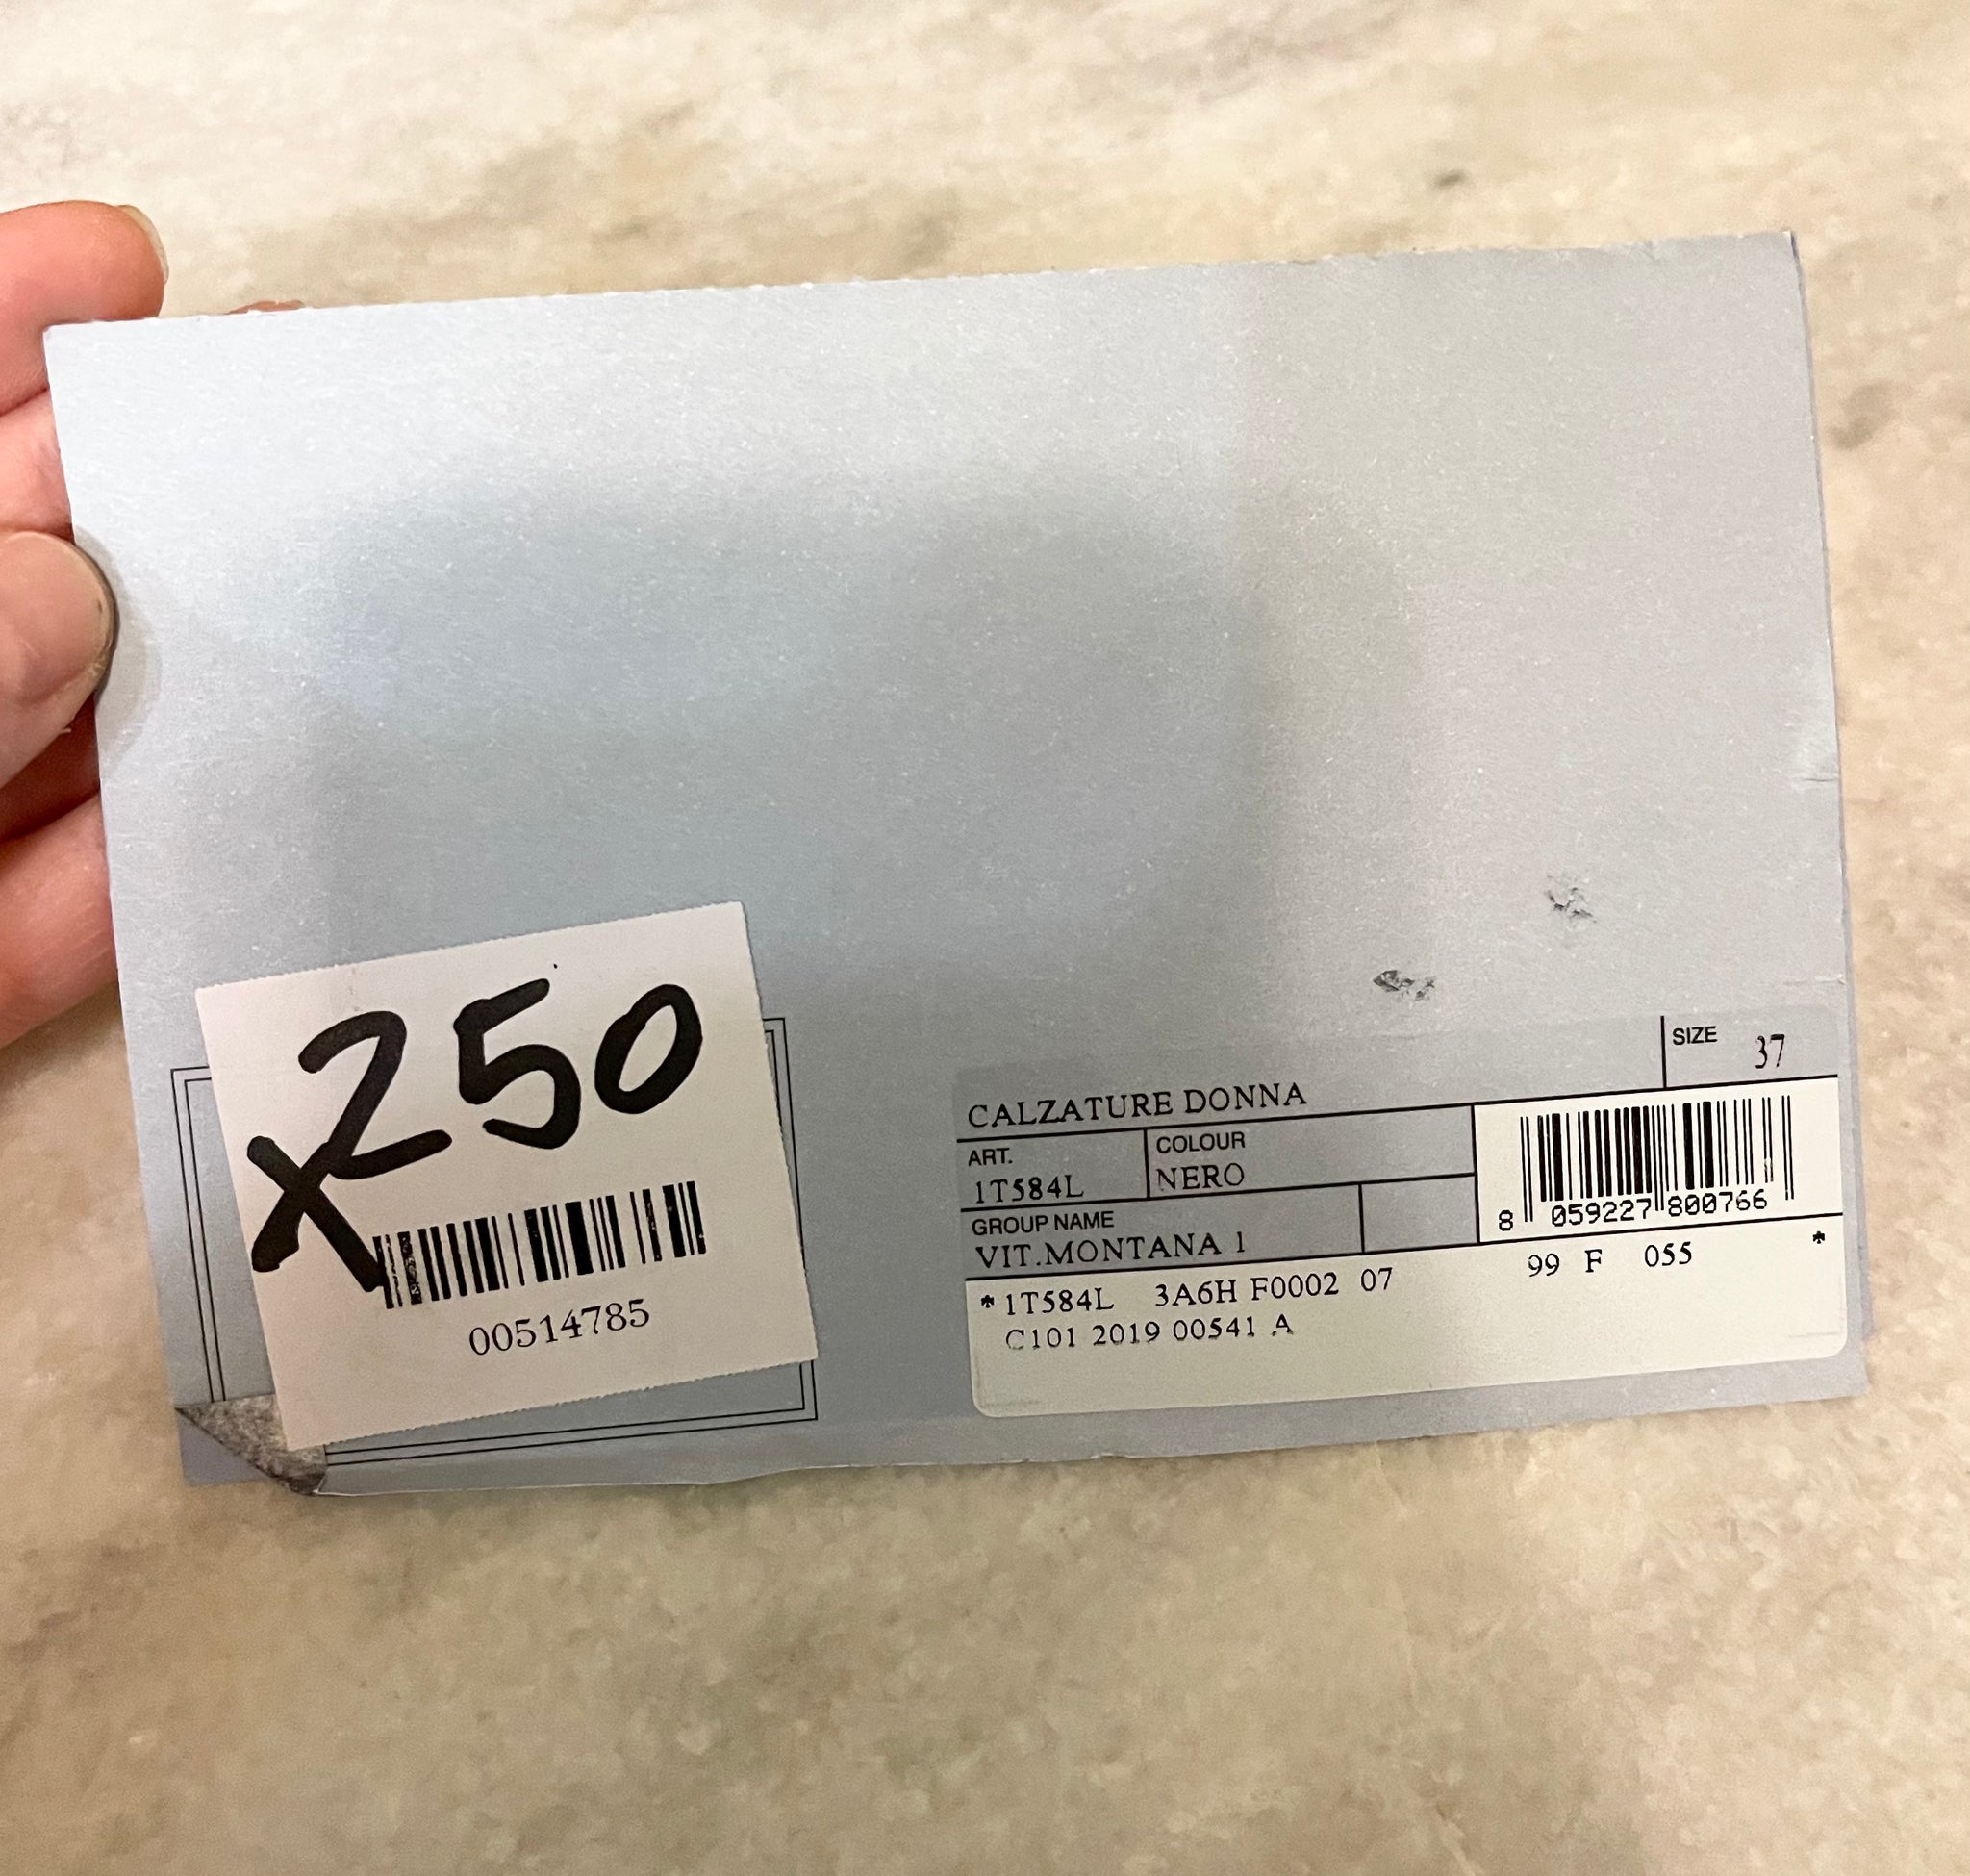 x250
00514785
SIZE 37
CALZATURE DONNA
ART. COLOUR
1T584L NERO
GROUP NAME
VIT.MONTANA 1
8 059227 800766
*1T584L 3A6H F0002 07 99 F 055 *
C101 2019 00541 A